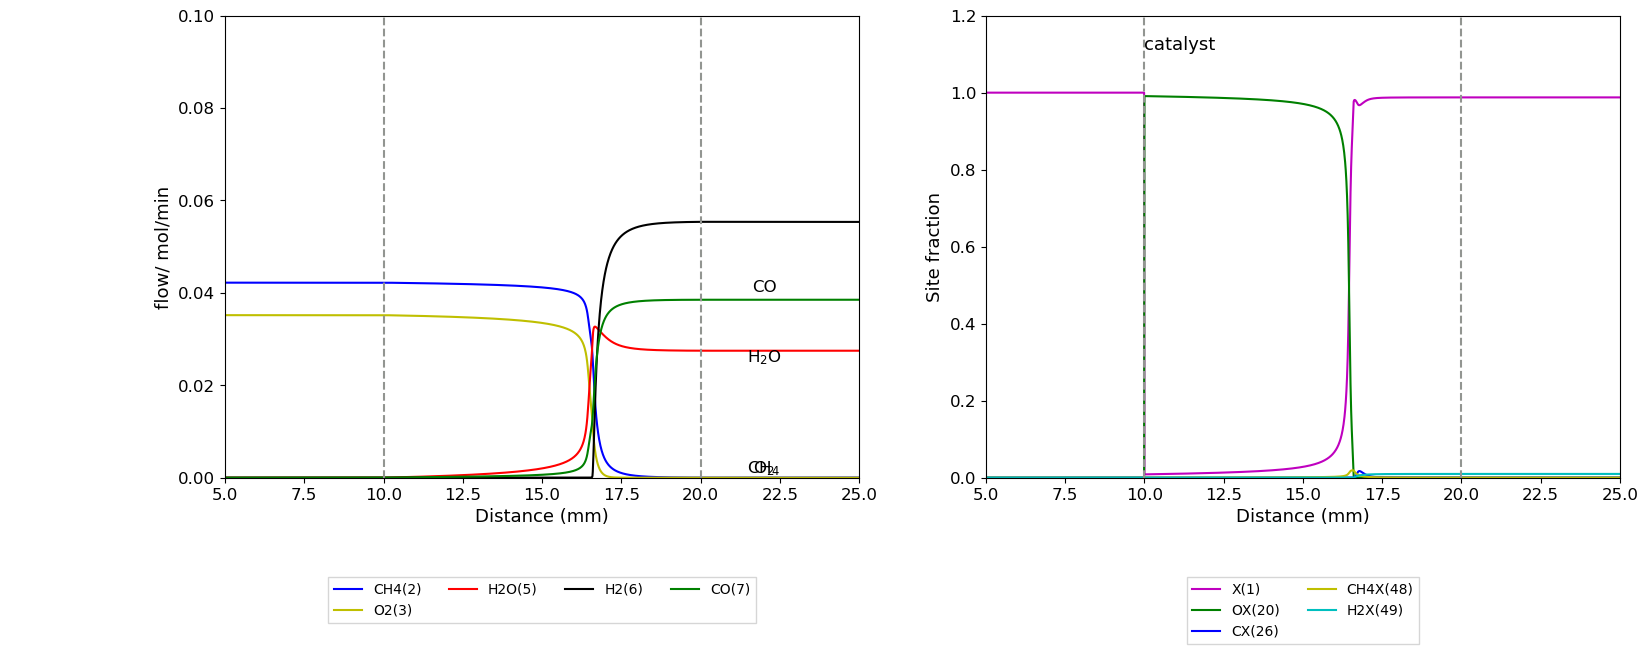 0.10
0.08
0.06
0.04
0.02
0.00
flow/ mol/min
CO
H₂O
5.0 7.5 10.0 12.5 15.0 17.5 20.0 22.5 25.0
Distance (mm)
CH4(2) H2O(5) H2(6) CO(7)
O2(3)
1.2
1.0
0.8
0.6
0.4
0.2
0.0
Site fraction
catalyst
5.0 7.5 10.0 12.5 15.0 17.5 20.0 22.5 25.0
Distance (mm)
X(1) CH4X(48)
OX(20) H2X(49)
CX(26)